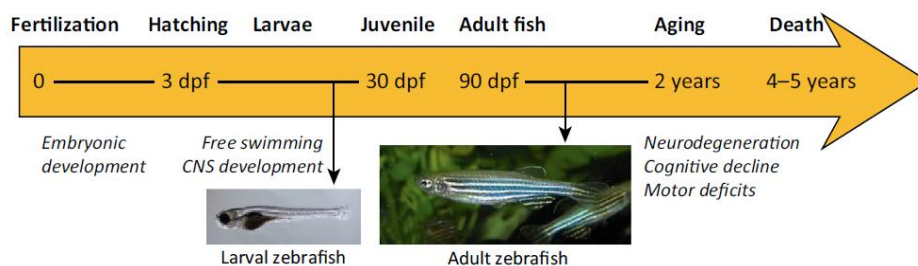 Fertilization Hatching Larvae Juvenile Adult fish Aging Death
0 3 dpf 30 dpf 90 dpf 2 years 4–5 years
Embryonic
development
Free swimming
CNS development
Neurodegeneration
Cognitive decline
Motor deficits
Larval zebrafish
Adult zebrafish